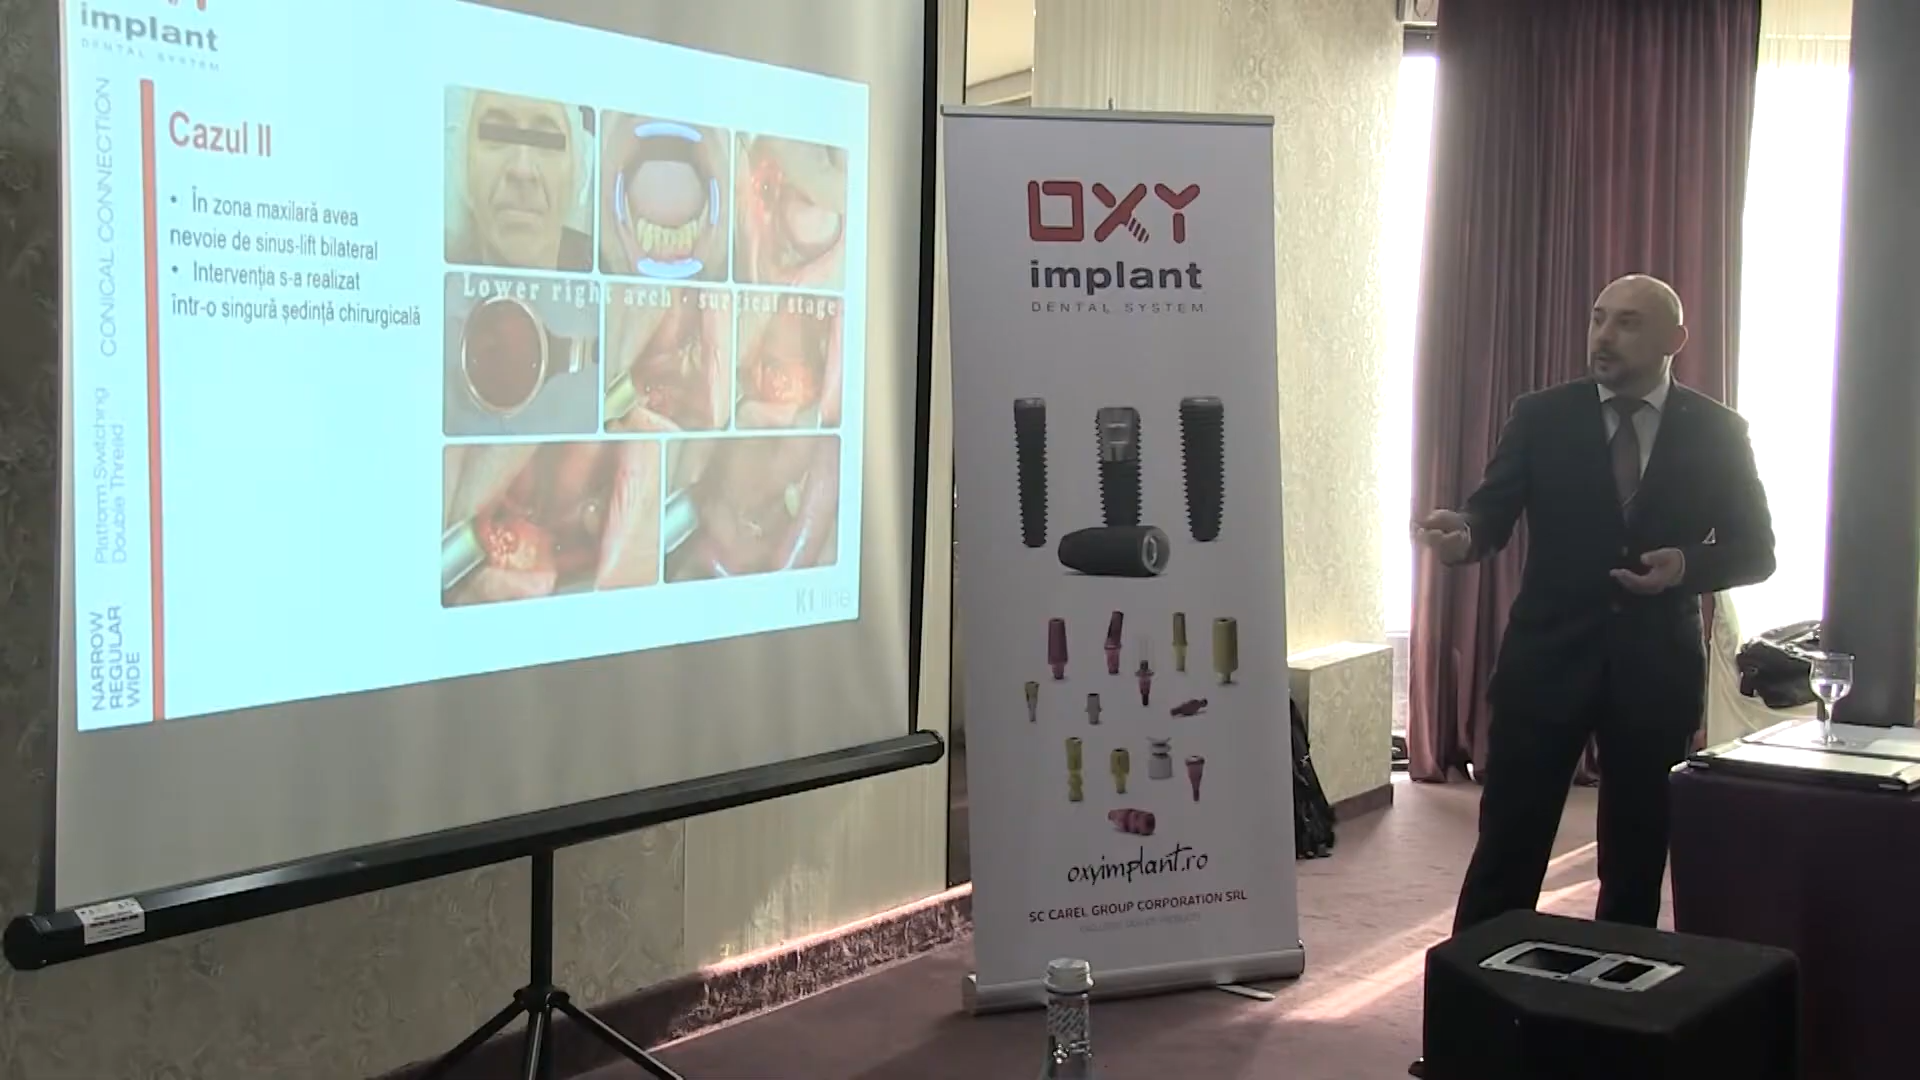 implant
DENTAL SYSTEM
CONICAL CONNECTION
Platform Switching
Double Thread
NARROW
REGULAR
WIDE
Cazul II
• În zona maxilară avea
nevoie de sinus-lift bilateral
• Intervenția s-a realizat
într-o singură ședință chirurgicală
Lower right arch - surgical stage
K1 line
OXY
implant
DENTAL SYSTEM
oxyimplant.ro
SC CAREL GROUP CORPORATION SRL